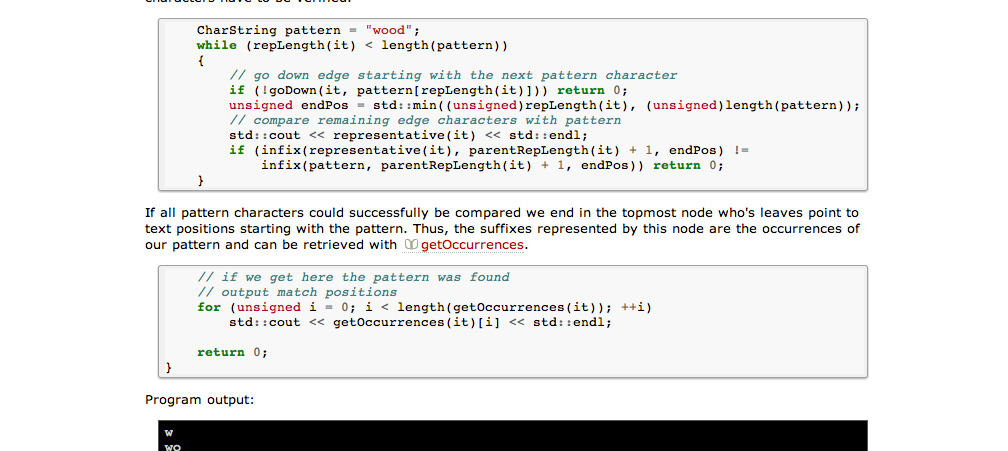 characters have to be verified.
CharString pattern = "wood";
while (repLength(it) < length(pattern))
{
// go down edge starting with the next pattern character
if (!goDown(it, pattern[repLength(it)])) return 0;
unsigned endPos = std::min((unsigned)repLength(it), (unsigned)length(pattern));
// compare remaining edge characters with pattern
std::cout << representative(it) << std::endl;
if (infix(representative(it), parentRepLength(it) + 1, endPos) !=
infix(pattern, parentRepLength(it) + 1, endPos)) return 0;
}
If all pattern characters could successfully be compared we end in the topmost node who's leaves point to
text positions starting with the pattern. Thus, the suffixes represented by this node are the occurrences of
our pattern and can be retrieved with getOccurrences.
// if we get here the pattern was found
// output match positions
for (unsigned i = 0; i < length(getOccurrences(it)); ++i)
std::cout << getOccurrences(it)[i] << std::endl;
return 0;
}
Program output:
w
wo